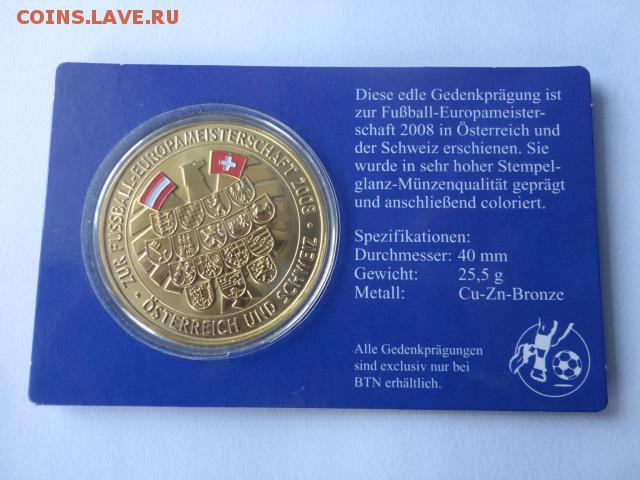 COINS.LAVE.RU
ZUR FUSSBALL-EUROPAMEISTERSCHAFT 2008 ·
ÖSTERREICH UND SCHWEIZ ·
Diese edle Gedenkprägung ist
zur Fußball-Europameister-
schaft 2008 in Österreich und
der Schweiz erschienen. Sie
wurde in sehr hoher Stempel-
glanz-Münzenqualität geprägt
und anschließend coloriert.
Spezifikationen:
Durchmesser: 40 mm
Gewicht: 25,5 g
Metall: Cu-Zn-Bronze
Alle Gedenkprägungen
sind exclusiv nur bei
BTN erhältlich.